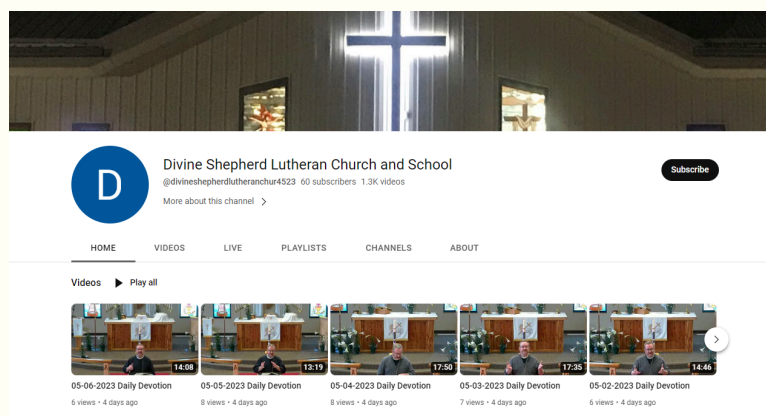 D
Divine Shepherd Lutheran Church and School
@divineshepherdlutheranchur4523 60 subscribers 1.3K videos
More about this channel
Subscribe
HOME VIDEOS LIVE PLAYLISTS CHANNELS ABOUT
Videos Play all
14:08 13:19 17:50 17:35 14:46
05-06-2023 Daily Devotion 05-05-2023 Daily Devotion 05-04-2023 Daily Devotion 05-03-2023 Daily Devotion 05-02-2023 Daily Devotion
6 views • 4 days ago 8 views • 4 days ago 8 views • 4 days ago 7 views • 4 days ago 6 views • 4 days ago